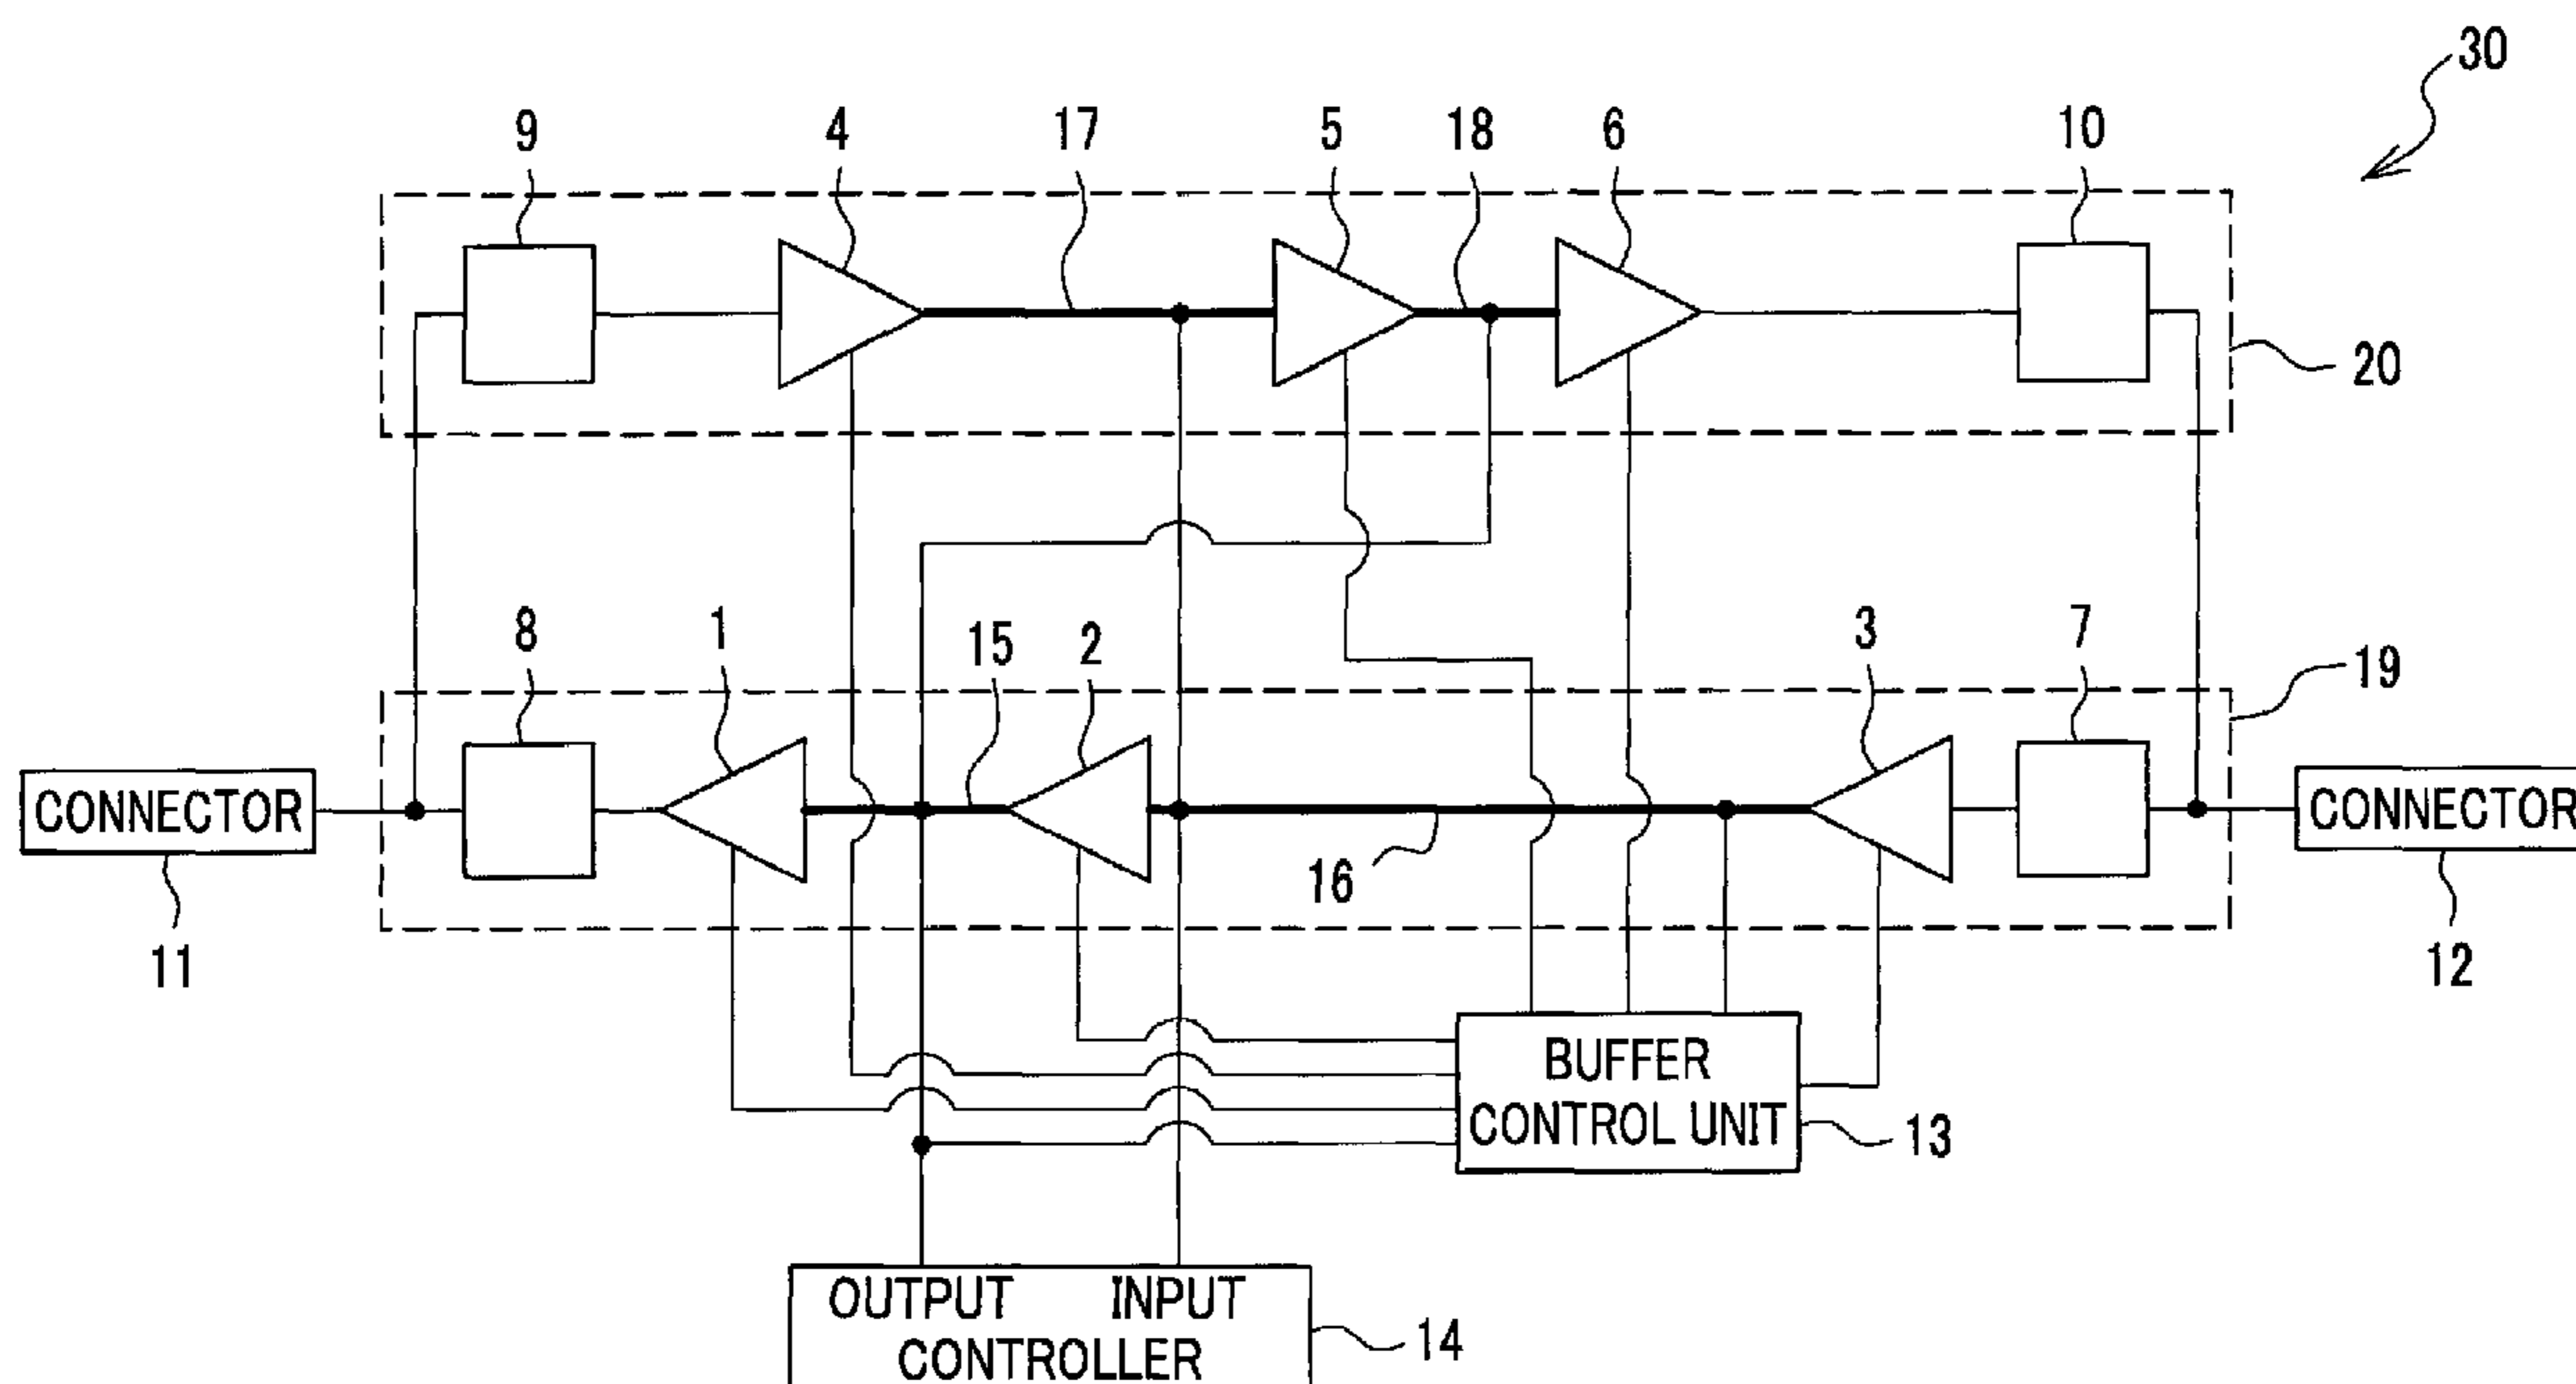 30
9 4 17 5 18 6 10
20
8 1 15 2 3 7 19
CONNECTOR CONNECTOR
16
11 12
BUFFER
CONTROL UNIT 13
OUTPUT INPUT
CONTROLLER 14